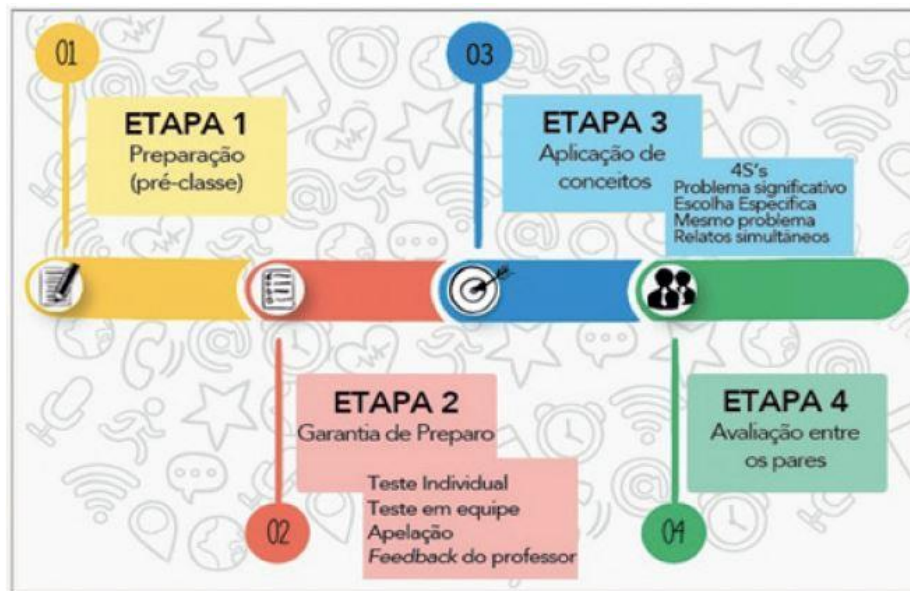 01
ETAPA 1
Preparação
(pré-classe)
02
ETAPA 2
Garantia de Preparo
Teste Individual
Teste em equipe
Apelação
Feedback do professor
03
ETAPA 3
Aplicação de
conceitos
4S's
Problema significativo
Escolha Específica
Mesmo problema
Relatos simultâneos
04
ETAPA 4
Avaliação entre
os pares